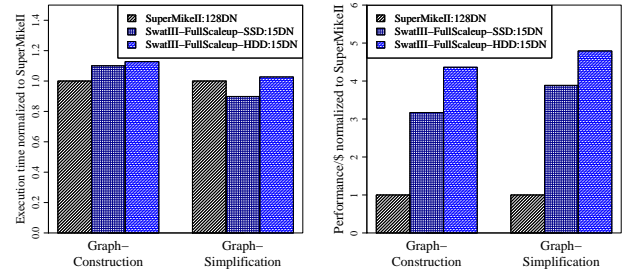 Execution time normalized to SuperMikeII
0.0 0.2 0.4 0.6 0.8 1.0 1.2 1.4
SuperMikeII:128DN
SwatIII−FullScaleup−SSD:15DN
SwatIII−FullScaleup−HDD:15DN
Graph−
Construction
Graph−
Simplification
Performance/$ normalized to SuperMikeII
0 1 2 3 4 5 6
SuperMikeII:128DN
SwatIII−FullScaleup−SSD:15DN
SwatIII−FullScaleup−HDD:15DN
Graph−
Construction
Graph−
Simplification